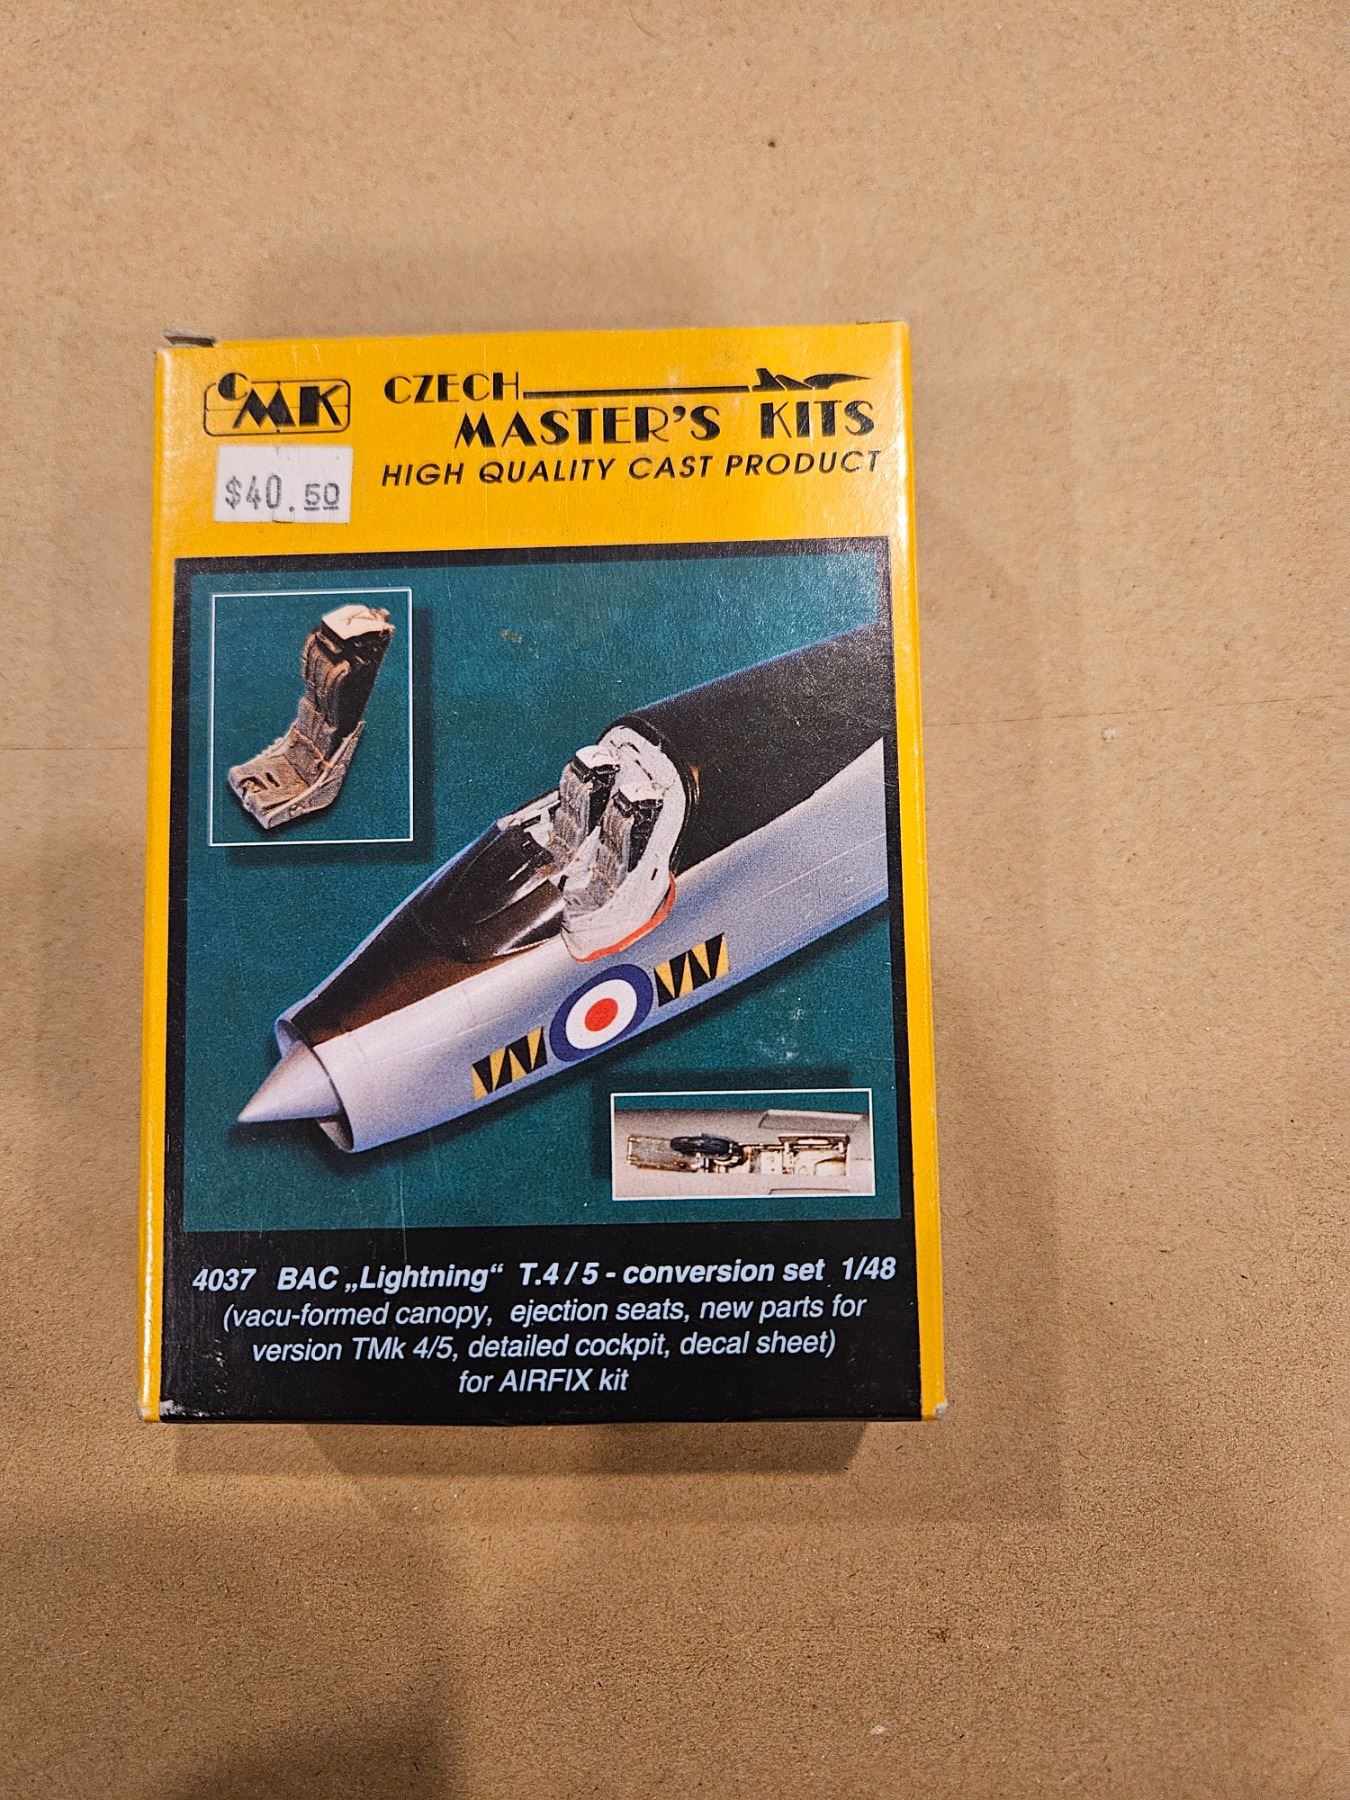 CMK
CZECH
MASTER'S KITS
HIGH QUALITY CAST PRODUCT
$40.50
4037 BAC „Lightning“ T.4 / 5 - conversion set 1/48
(vacu-formed canopy, ejection seats, new parts for
version TMk 4/5, detailed cockpit, decal sheet)
for AIRFIX kit